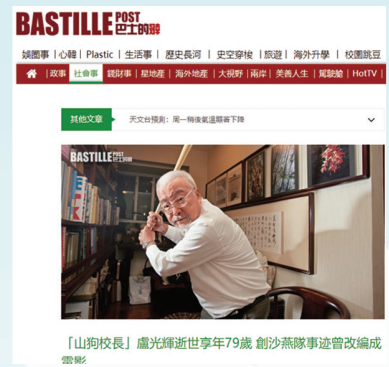 BASTILLE POST 巴士的報
娛圈事 | 心韓 | Plastic | 生活事 | 歷史長河 | 史空穿梭 | 旅遊 | 海外升學 | 校園跳豆
| 政事 | 社會事 | 錢財事 | 星地產 | 海外地產 | 大視野 | 兩岸 | 美善人生 | 駕駛艙 | HotTV |
其他文章 天文台預測：周一稍後氣溫顯著下降
BASTILLE POST
「山狗校長」盧光輝逝世享年79歲 創沙燕隊事迹曾改編成
電影